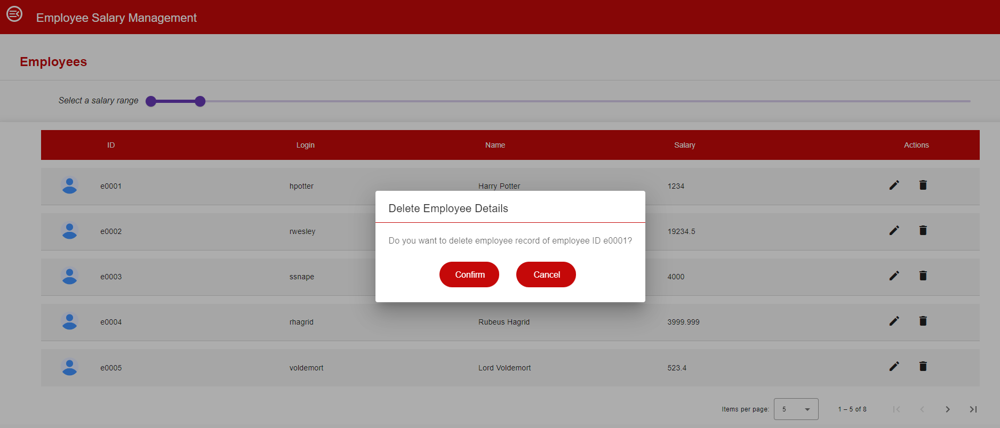 Employee Salary Management
Employees
Select a salary range
ID Login Name Salary Actions
e0001 hpotter Harry Potter 1234
e0002 rwesley 19234.5
e0003 ssnape 4000
e0004 rhagrid Rubeus Hagrid 3999.999
e0005 voldemort Lord Voldemort 523.4
Delete Employee Details
Do you want to delete employee record of employee ID e0001?
Confirm Cancel
Items per page: 5 1 – 5 of 8